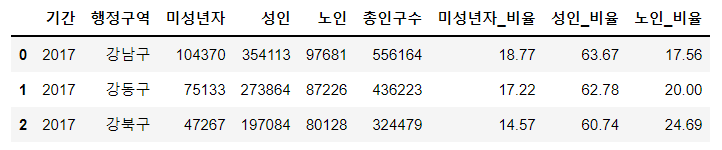 기간 행정구역 미성년자 성인 노인 총인구수 미성년자_비율 성인_비율 노인_비율
0 2017 강남구 104370 354113 97681 556164 18.77 63.67 17.56
1 2017 강동구 75133 273864 87226 436223 17.22 62.78 20.00
2 2017 강북구 47267 197084 80128 324479 14.57 60.74 24.69